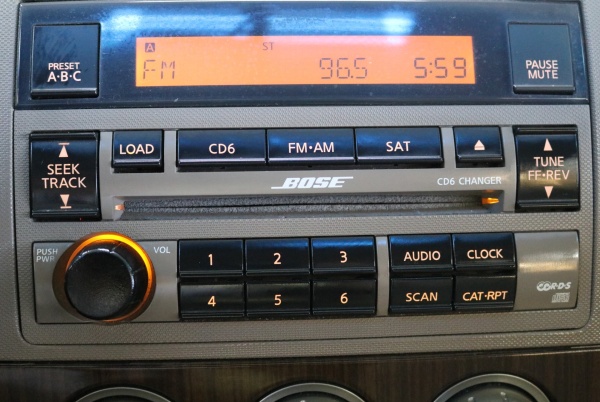 A ST
FM 96.5 5:59
PRESET
A·B·C
PAUSE
MUTE
SEEK
TRACK
LOAD
CD6
FM·AM
SAT
TUNE
FF·REV
BOSE
CD6 CHANGER
PUSH
PWR
VOL
1 2 3
4 5 6
AUDIO CLOCK
SCAN CAT·RPT
R·D·S